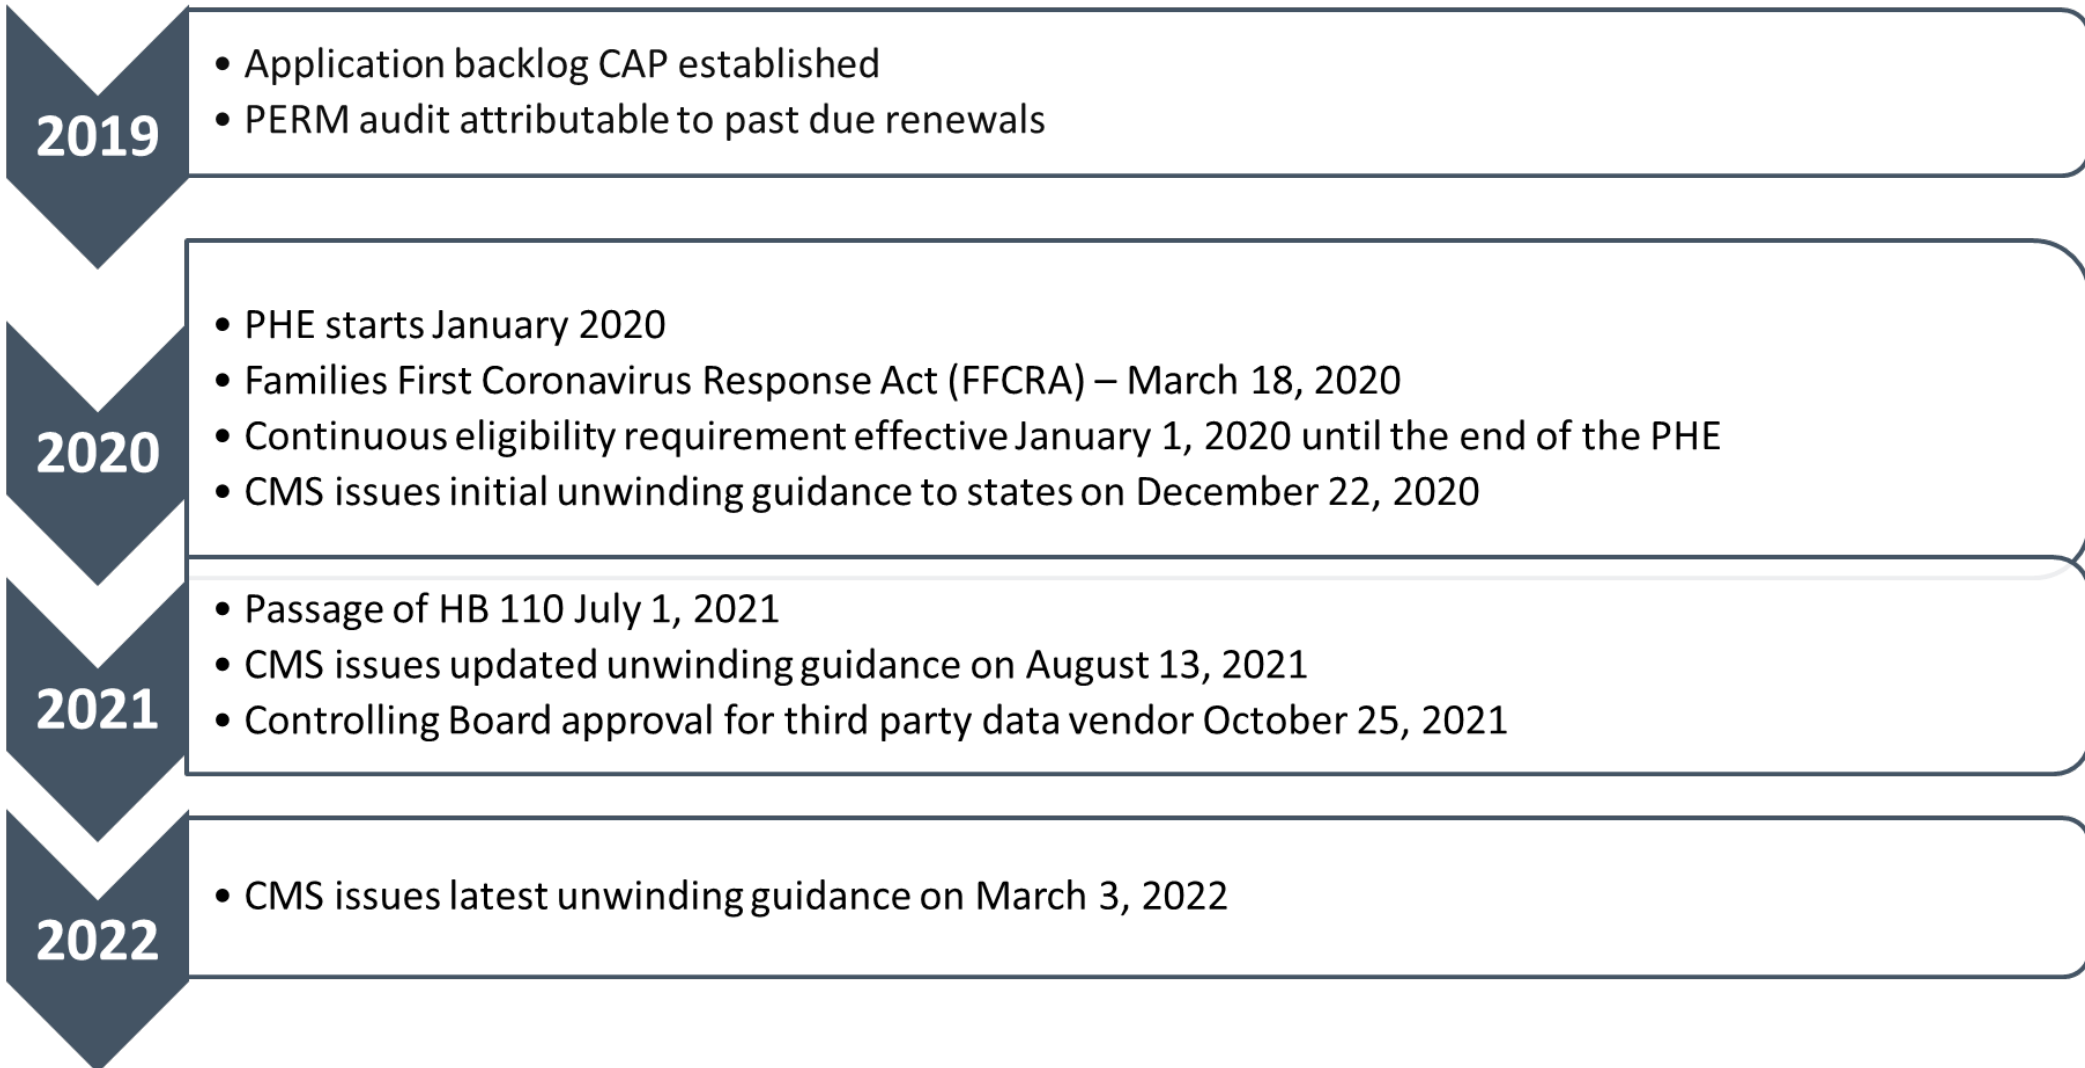 2019
• Application backlog CAP established
• PERM audit attributable to past due renewals
2020
• PHE starts January 2020
• Families First Coronavirus Response Act (FFCRA) – March 18, 2020
• Continuous eligibility requirement effective January 1, 2020 until the end of the PHE
• CMS issues initial unwinding guidance to states on December 22, 2020
2021
• Passage of HB 110 July 1, 2021
• CMS issues updated unwinding guidance on August 13, 2021
• Controlling Board approval for third party data vendor October 25, 2021
2022
• CMS issues latest unwinding guidance on March 3, 2022